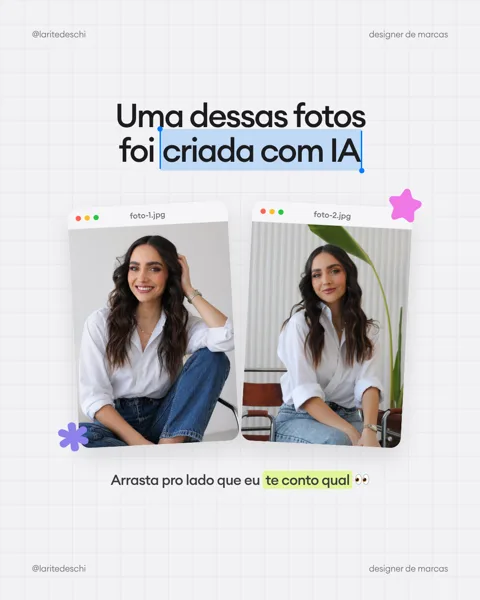 @laritedeschi
designer de marcas
Uma dessas fotos
foi criada com IA
foto-1.jpg
foto-2.jpg
Arrasta pro lado que eu te conto qual 👀
@laritedeschi
designer de marcas